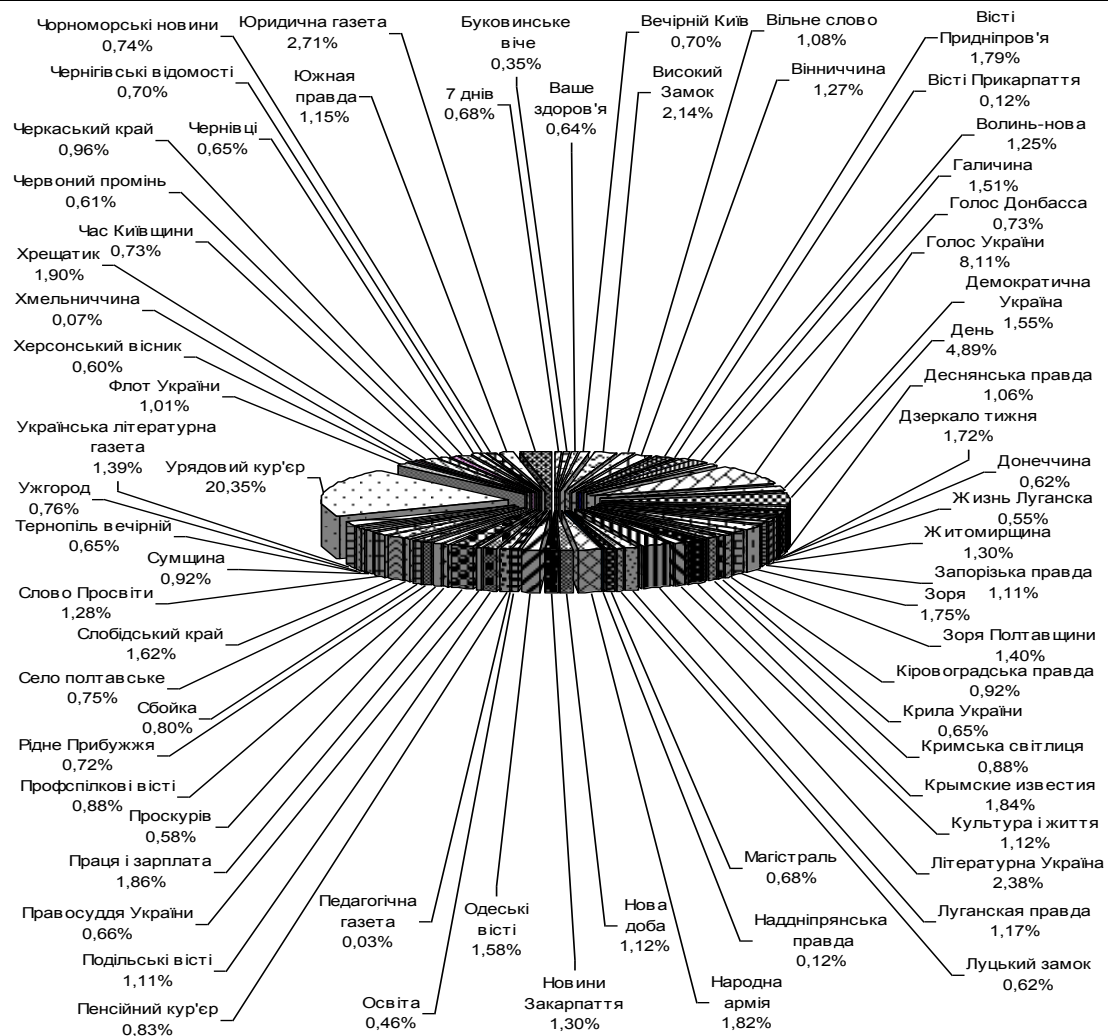 Чорноморські новини
0,74%
Юридична газета
2,71%
Буковинське
віче
0,35%
Вечірній Київ
0,70%
Вільне слово
1,08%
Вісті
Придніпров'я
1,79%
Чернігівські відомості
0,70%
Южная
правда
1,15%
7 днів
0,68%
Ваше
здоров'я
0,64%
Високий
Замок
2,14%
Вінниччина
1,27%
Вісті Прикарпаття
0,12%
Черкаський край
0,96%
Чернівці
0,65%
Волинь-нова
1,25%
Галичина
1,51%
Червоний промінь
0,61%
Голос Донбасса
0,73%
Час Київщини
0,73%
Голос України
8,11%
Хрещатик
1,90%
Демократична
Україна
1,55%
Хмельниччина
0,07%
День
4,89%
Херсонський вісник
0,60%
Деснянська правда
1,06%
Флот України
1,01%
Дзеркало тижня
1,72%
Українська літературна
газета
1,39%
Урядовий кур'єр
20,35%
Донеччина
0,62%
Ужгород
0,76%
Жизнь Луганска
0,55%
Тернопіль вечірній
0,65%
Житомирщина
1,30%
Сумщина
0,92%
Запорізька правда
1,11%
Слово Просвіти
1,28%
Зоря
1,75%
Слобідський край
1,62%
Зоря Полтавщини
1,40%
Село полтавське
0,75%
Кіровоградська правда
0,92%
Сбойка
0,80%
Крила України
0,65%
Рідне Прибужжя
0,72%
Кримська світлиця
0,88%
Профспілкові вісті
0,88%
Крымские известия
1,84%
Проскурів
0,58%
Культура і життя
1,12%
Праця і зарплата
1,86%
Магістраль
0,68%
Літературна Україна
2,38%
Правосуддя України
0,66%
Педагогічна
газета
0,03%
Одеські
вісті
1,58%
Нова
доба
1,12%
Наддніпрянська
правда
0,12%
Луганская правда
1,17%
Подільські вісті
1,11%
Луцький замок
0,62%
Пенсійний кур'єр
0,83%
Освіта
0,46%
Новини
Закарпаття
1,30%
Народна
армія
1,82%